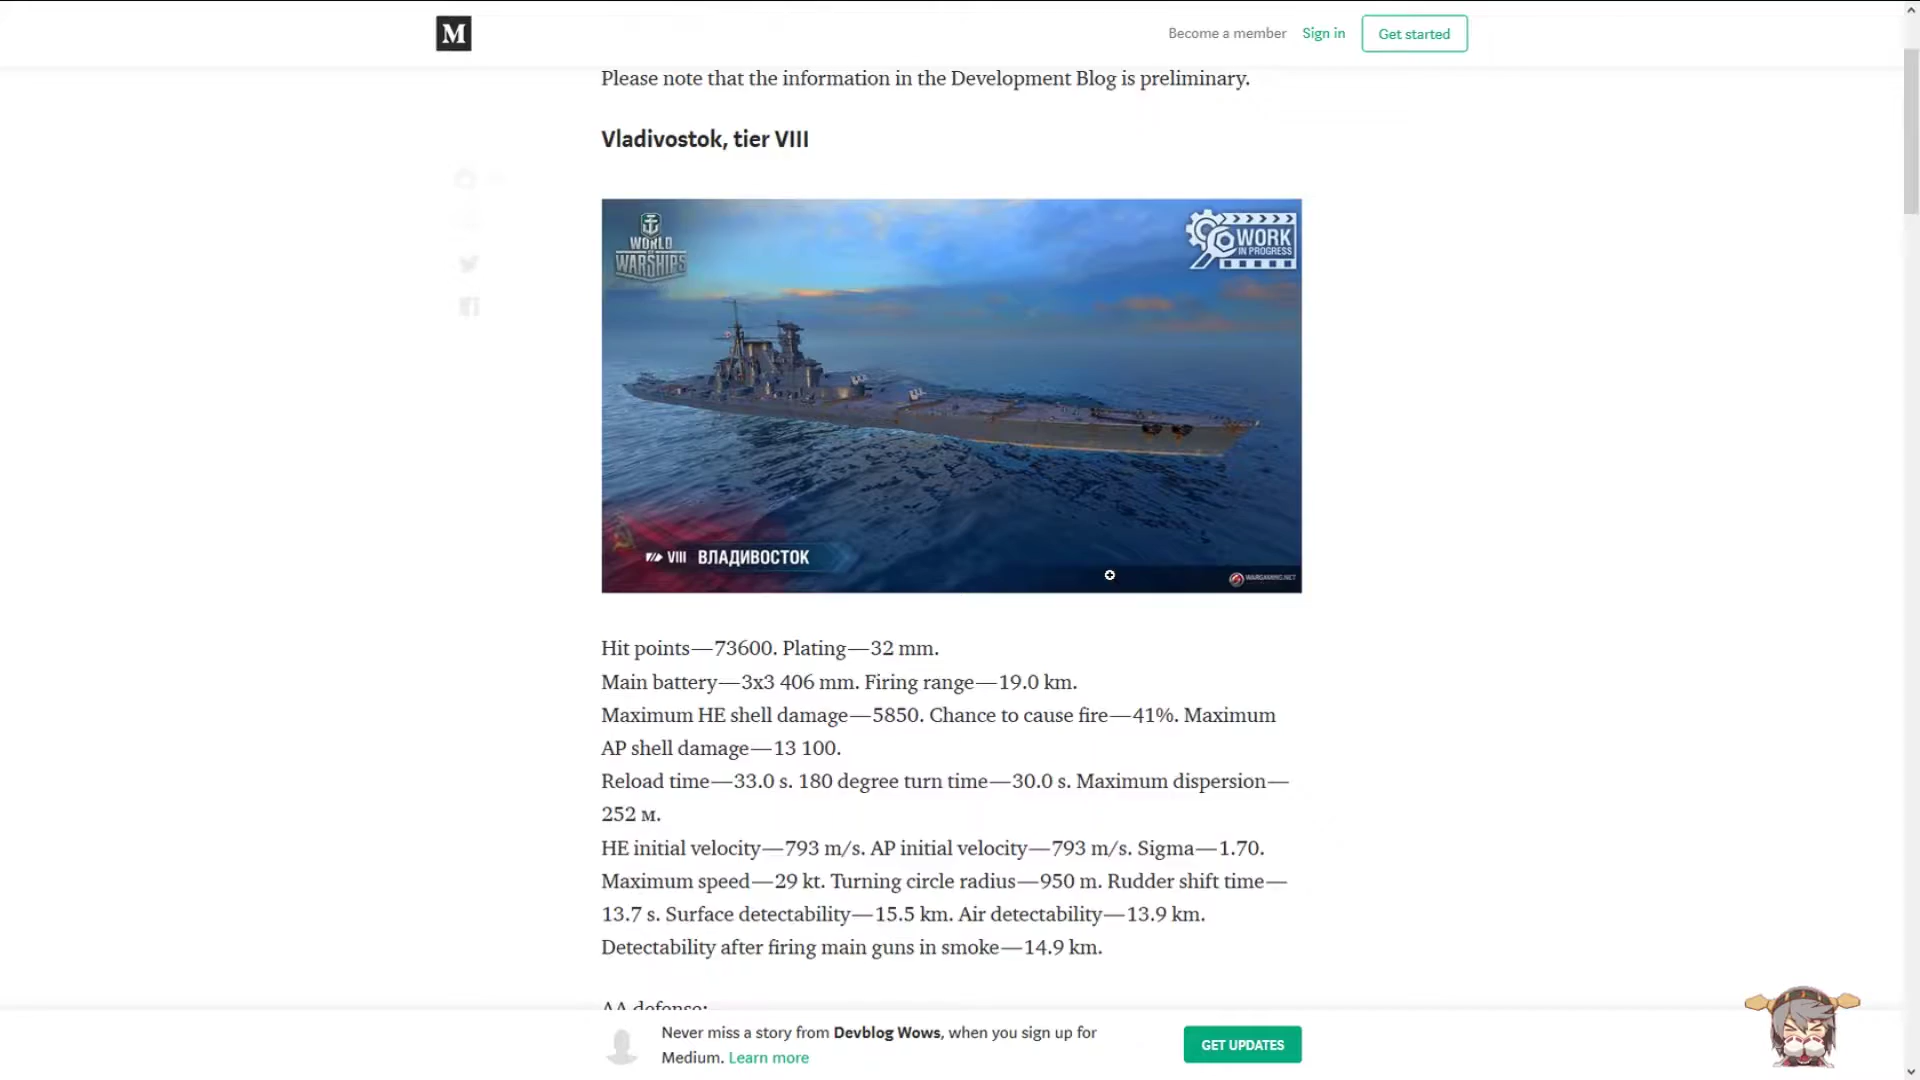 M
Become a member Sign in Get started
Please note that the information in the Development Blog is preliminary.
Vladivostok, tier VIII
WORLD
OF
WARSHIPS
WORK
IN PROGRESS
VIII ВЛАДИВОСТОК
WARGAMING.NET
Hit points—73600. Plating—32 mm.
Main battery—3x3 406 mm. Firing range—19.0 km.
Maximum HE shell damage—5850. Chance to cause fire—41%. Maximum
AP shell damage—13 100.
Reload time—33.0 s. 180 degree turn time—30.0 s. Maximum dispersion—
252 м.
HE initial velocity—793 m/s. AP initial velocity—793 m/s. Sigma—1.70.
Maximum speed—29 kt. Turning circle radius—950 m. Rudder shift time—
13.7 s. Surface detectability—15.5 km. Air detectability—13.9 km.
Detectability after firing main guns in smoke—14.9 km.
AA defense:
Never miss a story from Devblog Wows, when you sign up for
Medium. Learn more
GET UPDATES